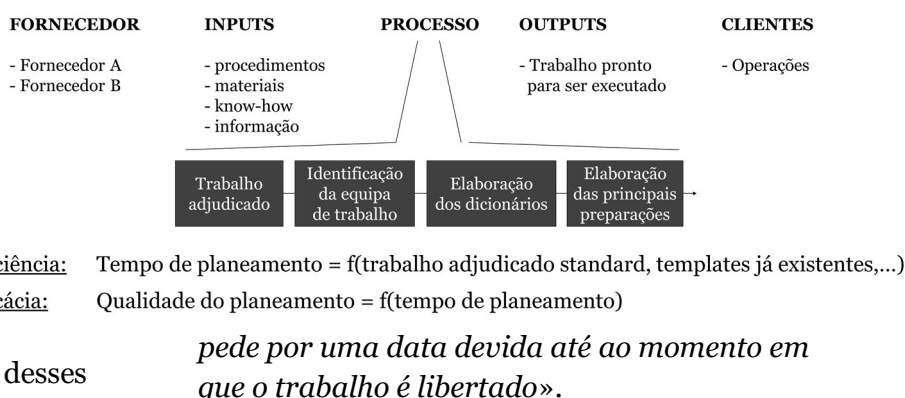 FORNECEDOR INPUTS PROCESSO OUTPUTS CLIENTES
- Fornecedor A
- Fornecedor B
- procedimentos
- materiais
- know-how
- informação
- Trabalho pronto
para ser executado
- Operações
Trabalho
adjudicado
Identificação
da equipa
de trabalho
Elaboração
dos dicionários
Elaboração
das principais
preparações
ciência: Tempo de planeamento = f(trabalho adjudicado standard, templates já existentes,...)
cácia: Qualidade do planeamento = f(tempo de planeamento)
pede por uma data devida até ao momento em
desses
que o trabalho é libertado».